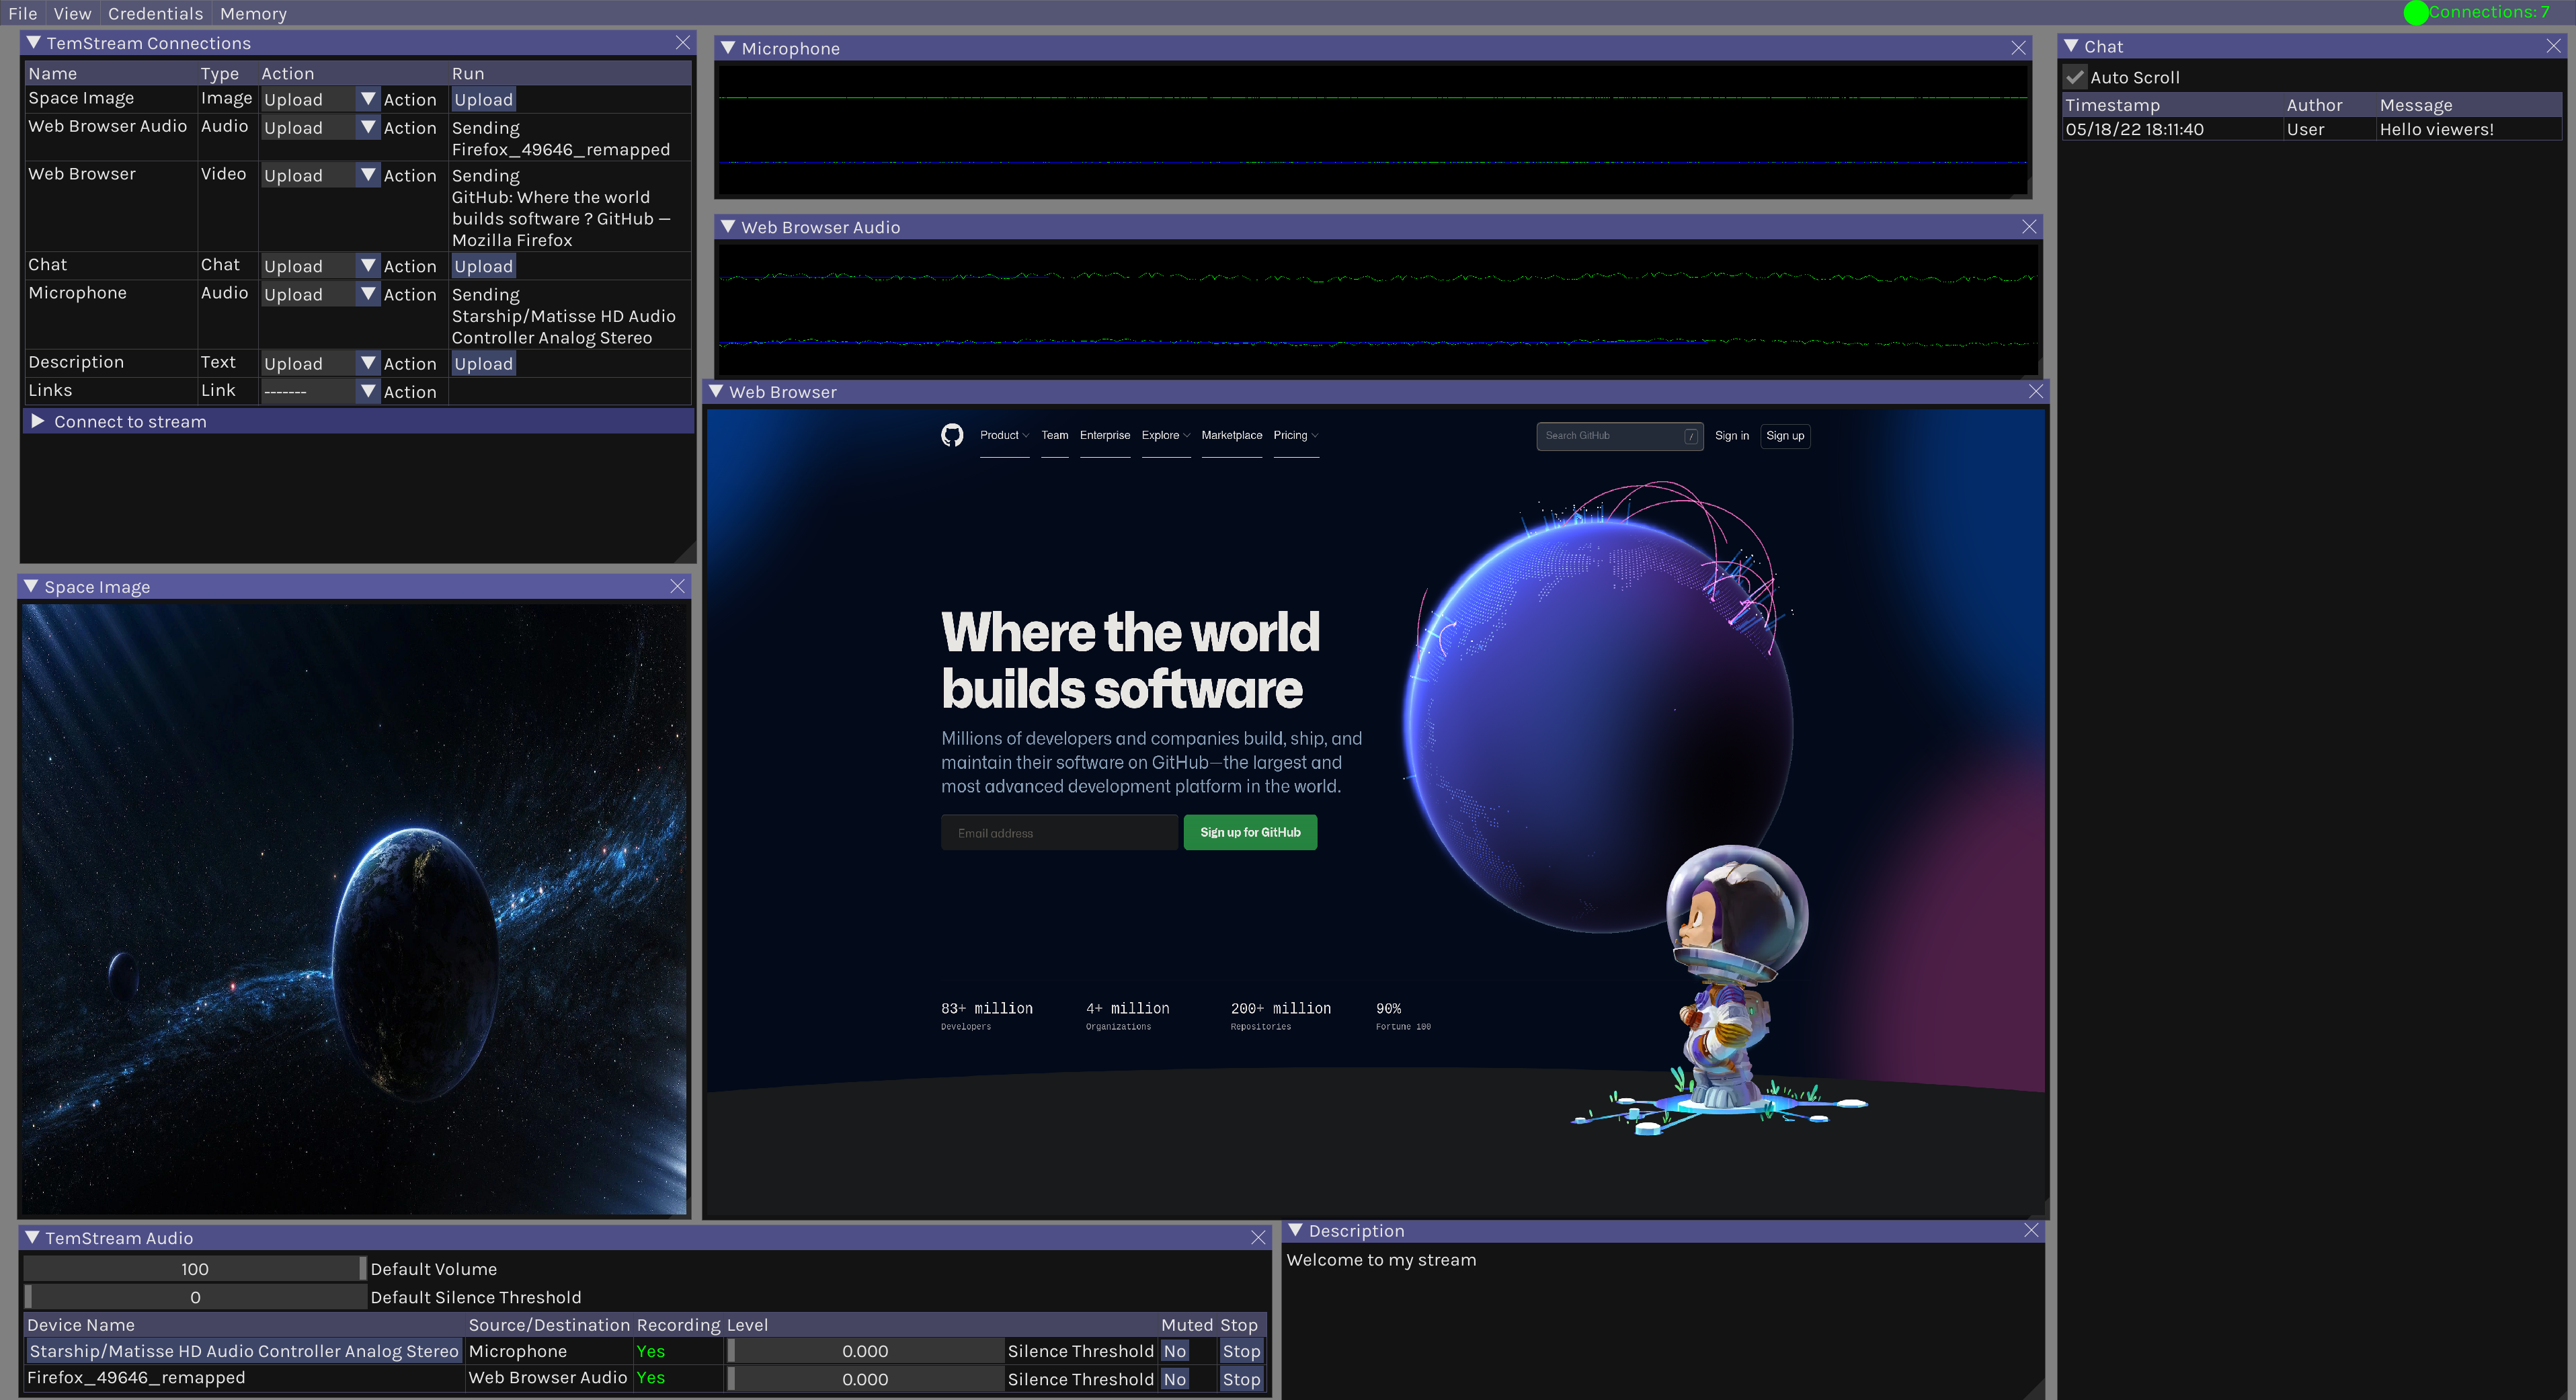 File View Credentials Memory
Connections: 7
TemStream Connections
Name Type Action Run
Space Image Image Upload Action Upload
Web Browser Audio Audio Upload Action Sending
Firefox_49646_remapped
Web Browser Video Upload Action Sending
GitHub: Where the world
builds software ? GitHub —
Mozilla Firefox
Chat Chat Upload Action Upload
Microphone Audio Upload Action Sending
Starship/Matisse HD Audio
Controller Analog Stereo
Description Text Upload Action Upload
Links Link ------- Action
Connect to stream
Space Image
Microphone
Web Browser Audio
Web Browser
Product Team Enterprise Explore Marketplace Pricing
Search GitHub / Sign in Sign up
Where the world
builds software
Millions of developers and companies build, ship, and
maintain their software on GitHub—the largest and
most advanced development platform in the world.
Email address Sign up for GitHub
83+ million 4+ million 200+ million 90%
Developers Organizations Repositories Fortune 100
Chat
Auto Scroll
Timestamp Author Message
05/18/22 18:11:40 User Hello viewers!
TemStream Audio
100 Default Volume
0 Default Silence Threshold
Device Name Source/Destination Recording Level Muted Stop
Starship/Matisse HD Audio Controller Analog Stereo Microphone Yes 0.000 Silence Threshold No Stop
Firefox_49646_remapped Web Browser Audio Yes 0.000 Silence Threshold No Stop
Description
Welcome to my stream